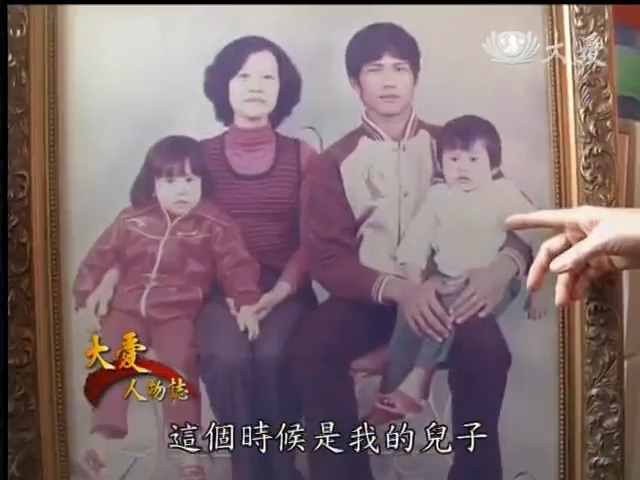 大愛
大愛
人物誌
這個時候是我的兒子